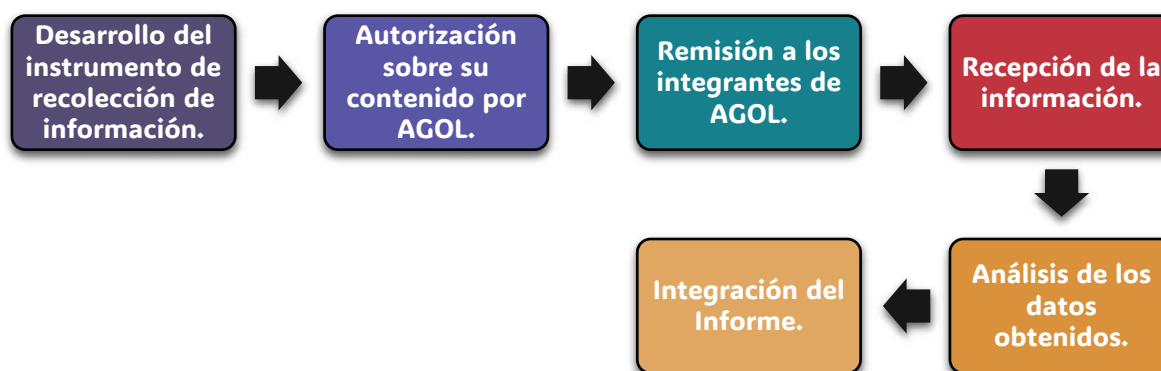 Desarrollo del
instrumento de
recolección de
información.
Autorización
sobre su
contenido por
AGOL.
Remisión a los
integrantes de
AGOL.
Recepción de la
información.
Análisis de los
datos
obtenidos.
Integración del
Informe.